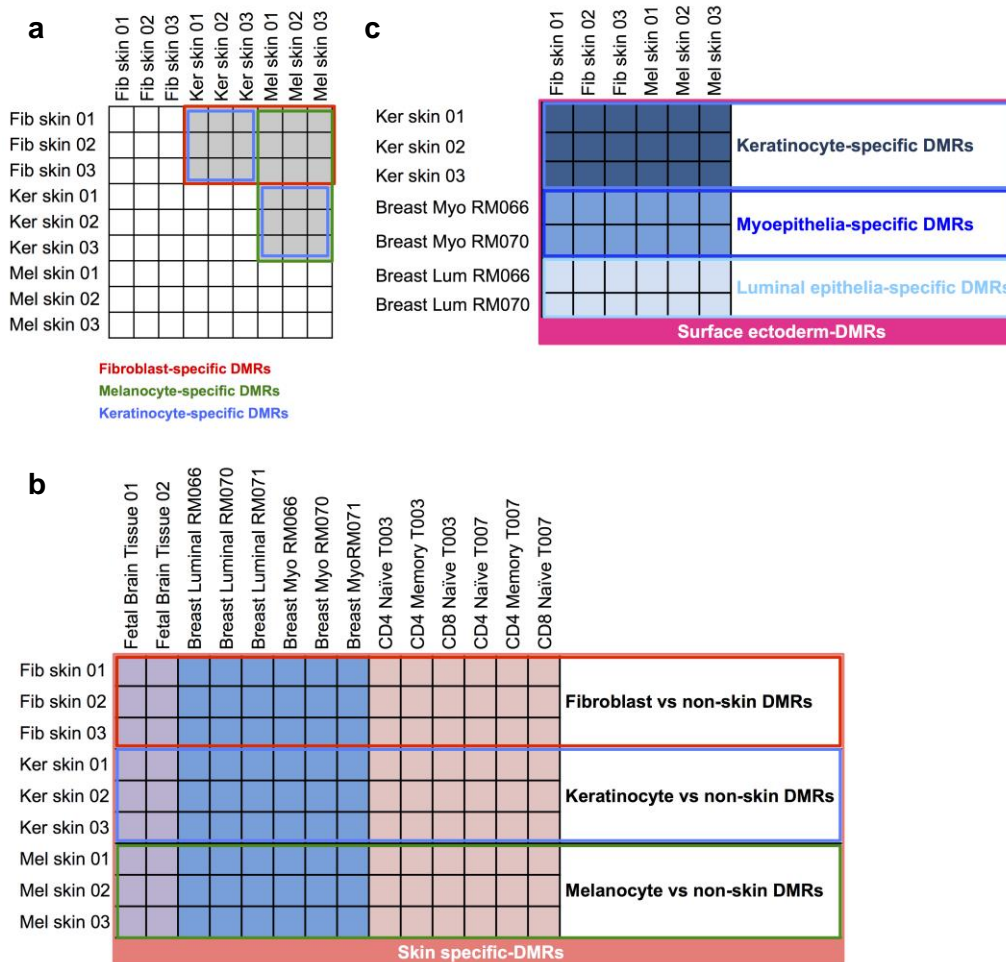 a
Fib skin 01
Fib skin 02
Fib skin 03
Ker skin 01
Ker skin 02
Ker skin 03
Mel skin 01
Mel skin 02
Mel skin 03
Fib skin 01
Fib skin 02
Fib skin 03
Ker skin 01
Ker skin 02
Ker skin 03
Mel skin 01
Mel skin 02
Mel skin 03
Fibroblast-specific DMRs
Melanocyte-specific DMRs
Keratinocyte-specific DMRs
c
Fib skin 01
Fib skin 02
Fib skin 03
Mel skin 01
Mel skin 02
Mel skin 03
Ker skin 01
Ker skin 02
Ker skin 03
Breast Myo RM066
Breast Myo RM070
Breast Lum RM066
Breast Lum RM070
Keratinocyte-specific DMRs
Myoepithelia-specific DMRs
Luminal epithelia-specific DMRs
Surface ectoderm-DMRs
b
Fetal Brain Tissue 01
Fetal Brain Tissue 02
Breast Luminal RM066
Breast Luminal RM070
Breast Luminal RM071
Breast Myo RM066
Breast Myo RM070
Breast MyoRM071
CD4 Naïve T003
CD4 Memory T003
CD8 Naïve T003
CD4 Naïve T007
CD4 Memory T007
CD8 Naïve T007
Fib skin 01
Fib skin 02
Fib skin 03
Ker skin 01
Ker skin 02
Ker skin 03
Mel skin 01
Mel skin 02
Mel skin 03
Fibroblast vs non-skin DMRs
Keratinocyte vs non-skin DMRs
Melanocyte vs non-skin DMRs
Skin specific-DMRs